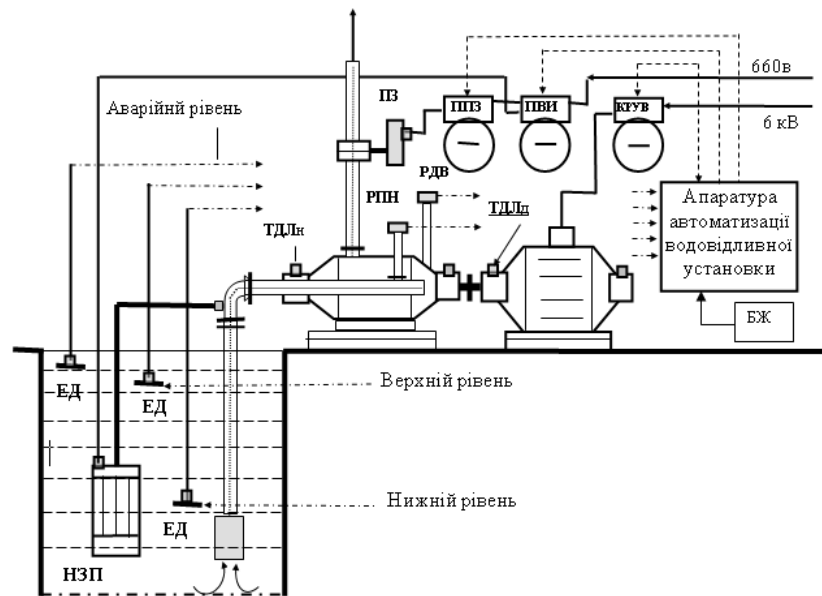 660в
ПЗ
ППЗ
ПВИ
КРУВ
6 кВ
Аварійнй рівень
РДВ
РПН
ТДЛн
ТДЛд
Апаратура
автоматизації
водовідливної
установки
БЖ
ЕД
ЕД
Верхній рівень
Нижній рівень
ЕД
НЗП